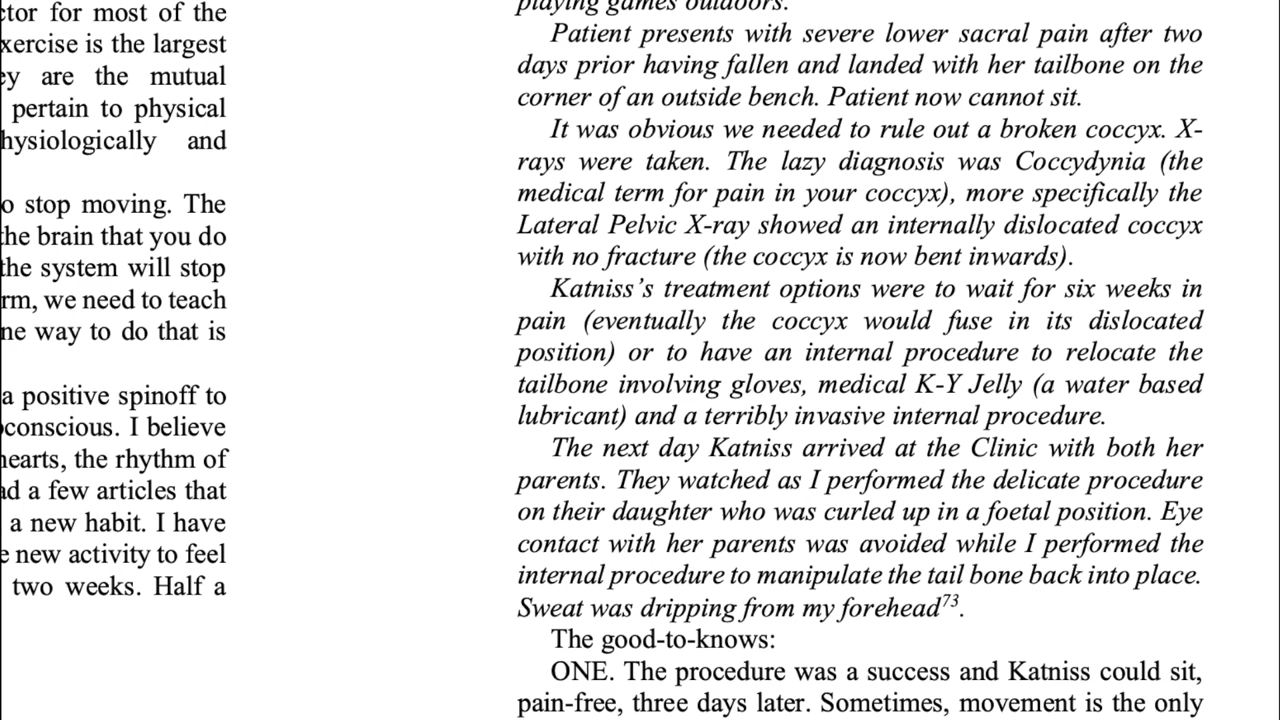 ctor for most of the
xercise is the largest
ey are the mutual
pertain to physical
hysiologically and
o stop moving. The
the brain that you do
the system will stop
rm, we need to teach
ne way to do that is
a positive spinoff to
conscious. I believe
hearts, the rhythm of
ad a few articles that
a new habit. I have
e new activity to feel
two weeks. Half a
playing games outdoors.
Patient presents with severe lower sacral pain after two
days prior having fallen and landed with her tailbone on the
corner of an outside bench. Patient now cannot sit.
It was obvious we needed to rule out a broken coccyx. X-
rays were taken. The lazy diagnosis was Coccydynia (the
medical term for pain in your coccyx), more specifically the
Lateral Pelvic X-ray showed an internally dislocated coccyx
with no fracture (the coccyx is now bent inwards).
Katniss’s treatment options were to wait for six weeks in
pain (eventually the coccyx would fuse in its dislocated
position) or to have an internal procedure to relocate the
tailbone involving gloves, medical K-Y Jelly (a water based
lubricant) and a terribly invasive internal procedure.
The next day Katniss arrived at the Clinic with both her
parents. They watched as I performed the delicate procedure
on their daughter who was curled up in a foetal position. Eye
contact with her parents was avoided while I performed the
internal procedure to manipulate the tail bone back into place.
Sweat was dripping from my forehead⁷³.
The good-to-knows:
ONE. The procedure was a success and Katniss could sit,
pain-free, three days later. Sometimes, movement is the only